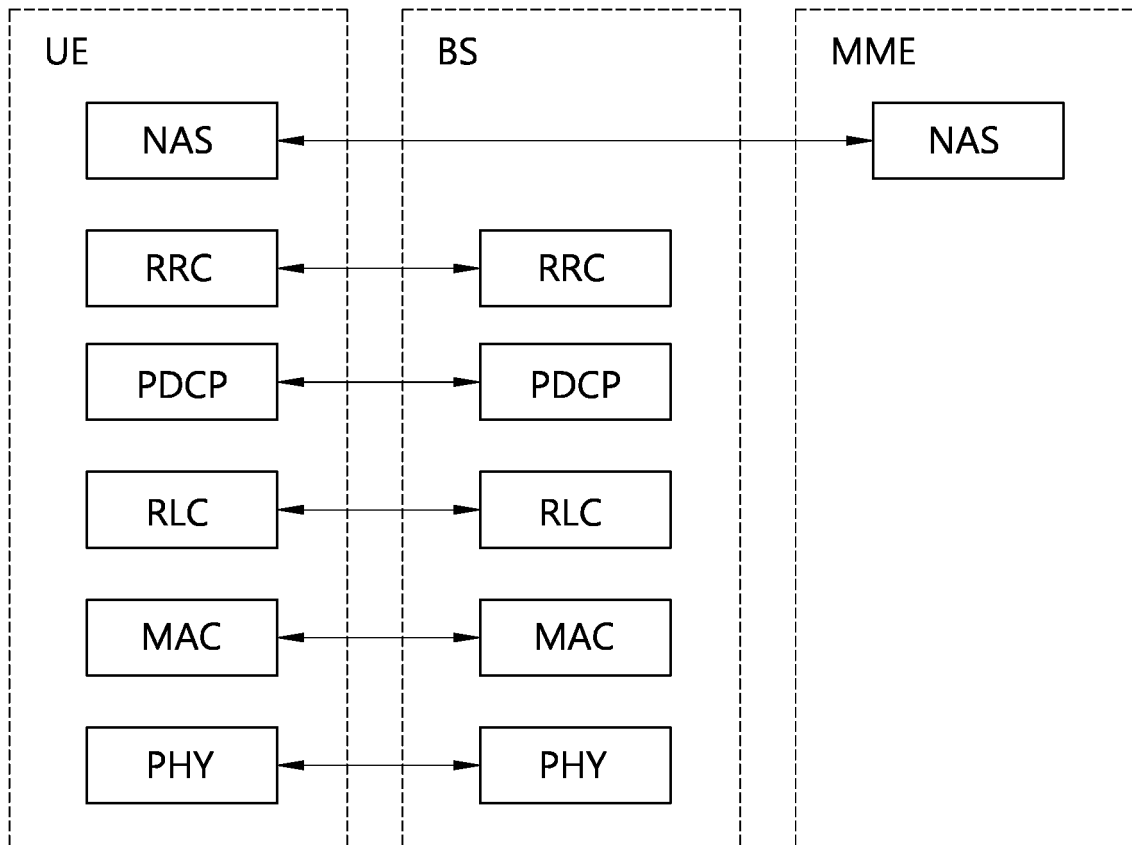 UE BS MME
NAS NAS
RRC RRC
PDCP PDCP
RLC RLC
MAC MAC
PHY PHY